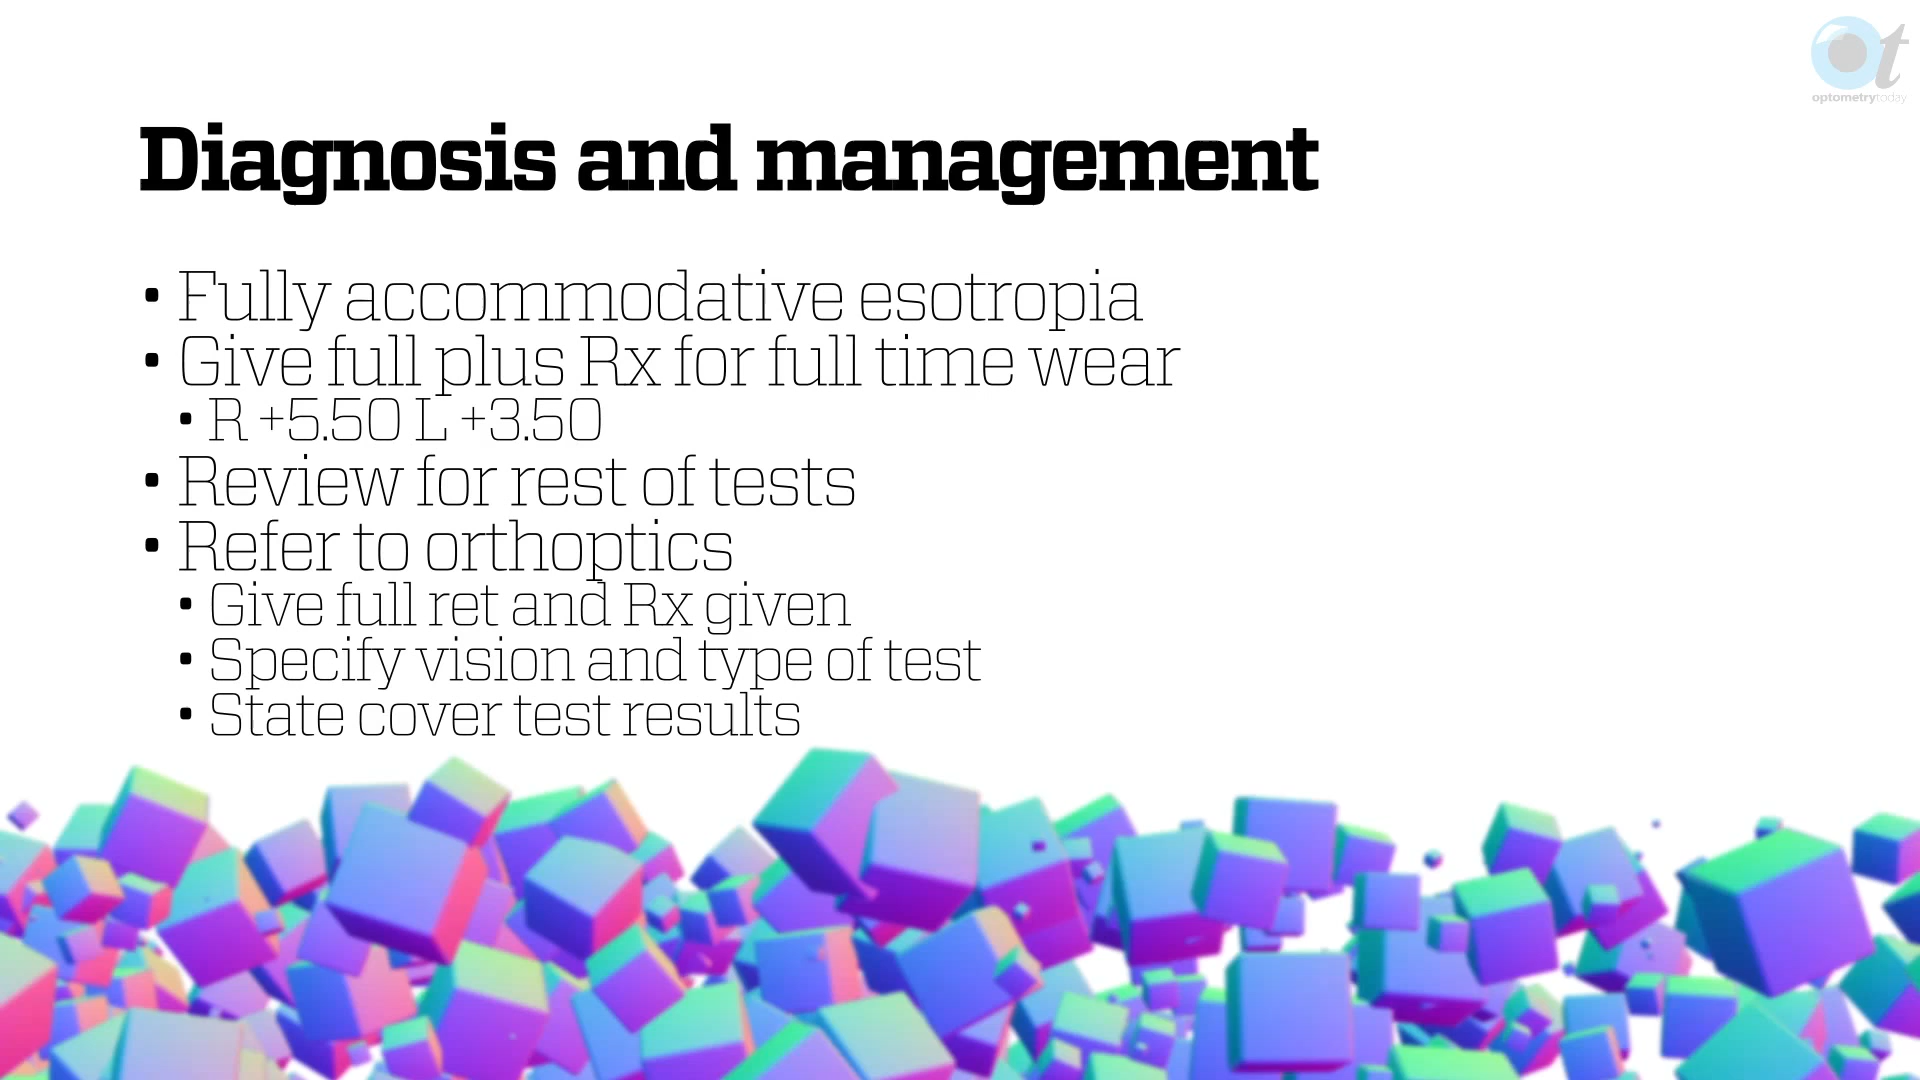 t
optometrytoday
Diagnosis and management
• Fully accommodative esotropia
• Give full plus Rx for full time wear
• R +5.50 L +3.50
• Review for rest of tests
• Refer to orthoptics
• Give full ret and Rx given
• Specify vision and type of test
• State cover test results